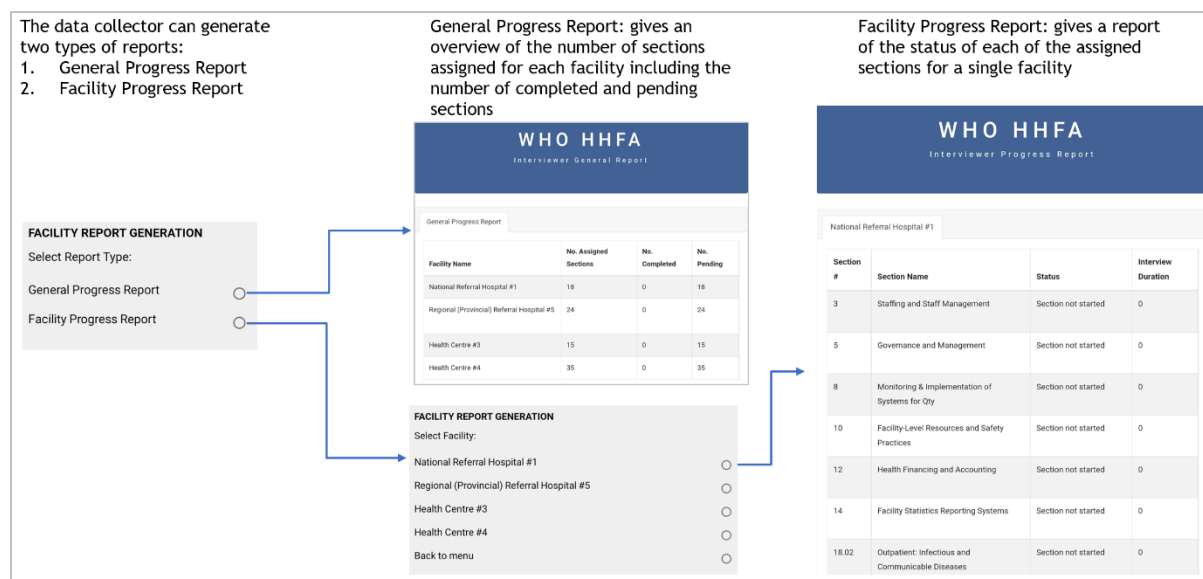 The data collector can generate
two types of reports:
1. General Progress Report
2. Facility Progress Report
FACILITY REPORT GENERATION
Select Report Type:
General Progress Report
Facility Progress Report
General Progress Report: gives an
overview of the number of sections
assigned for each facility including the
number of completed and pending
sections
WHO HHFA
Interviewer General Report
General Progress Report
Facility Name No. Assigned Sections No. Completed No. Pending
National Referral Hospital #1 18 0 18
Regional (Provincial) Referral Hospital #5 24 0 24
Health Centre #3 15 0 15
Health Centre #4 35 0 35
FACILITY REPORT GENERATION
Select Facility:
National Referral Hospital #1
Regional (Provincial) Referral Hospital #5
Health Centre #3
Health Centre #4
Back to menu
Facility Progress Report: gives a report
of the status of each of the assigned
sections for a single facility
WHO HHFA
Interviewer Progress Report
National Referral Hospital #1
Section # Section Name Status Interview Duration
3 Staffing and Staff Management Section not started 0
5 Governance and Management Section not started 0
8 Monitoring & Implementation of Section not started 0
Systems for Qty
10 Facility-Level Resources and Safety Section not started 0
Practices
12 Health Financing and Accounting Section not started 0
14 Facility Statistics Reporting Systems Section not started 0
18.02 Outpatient: Infectious and Section not started 0
Communicable Diseases